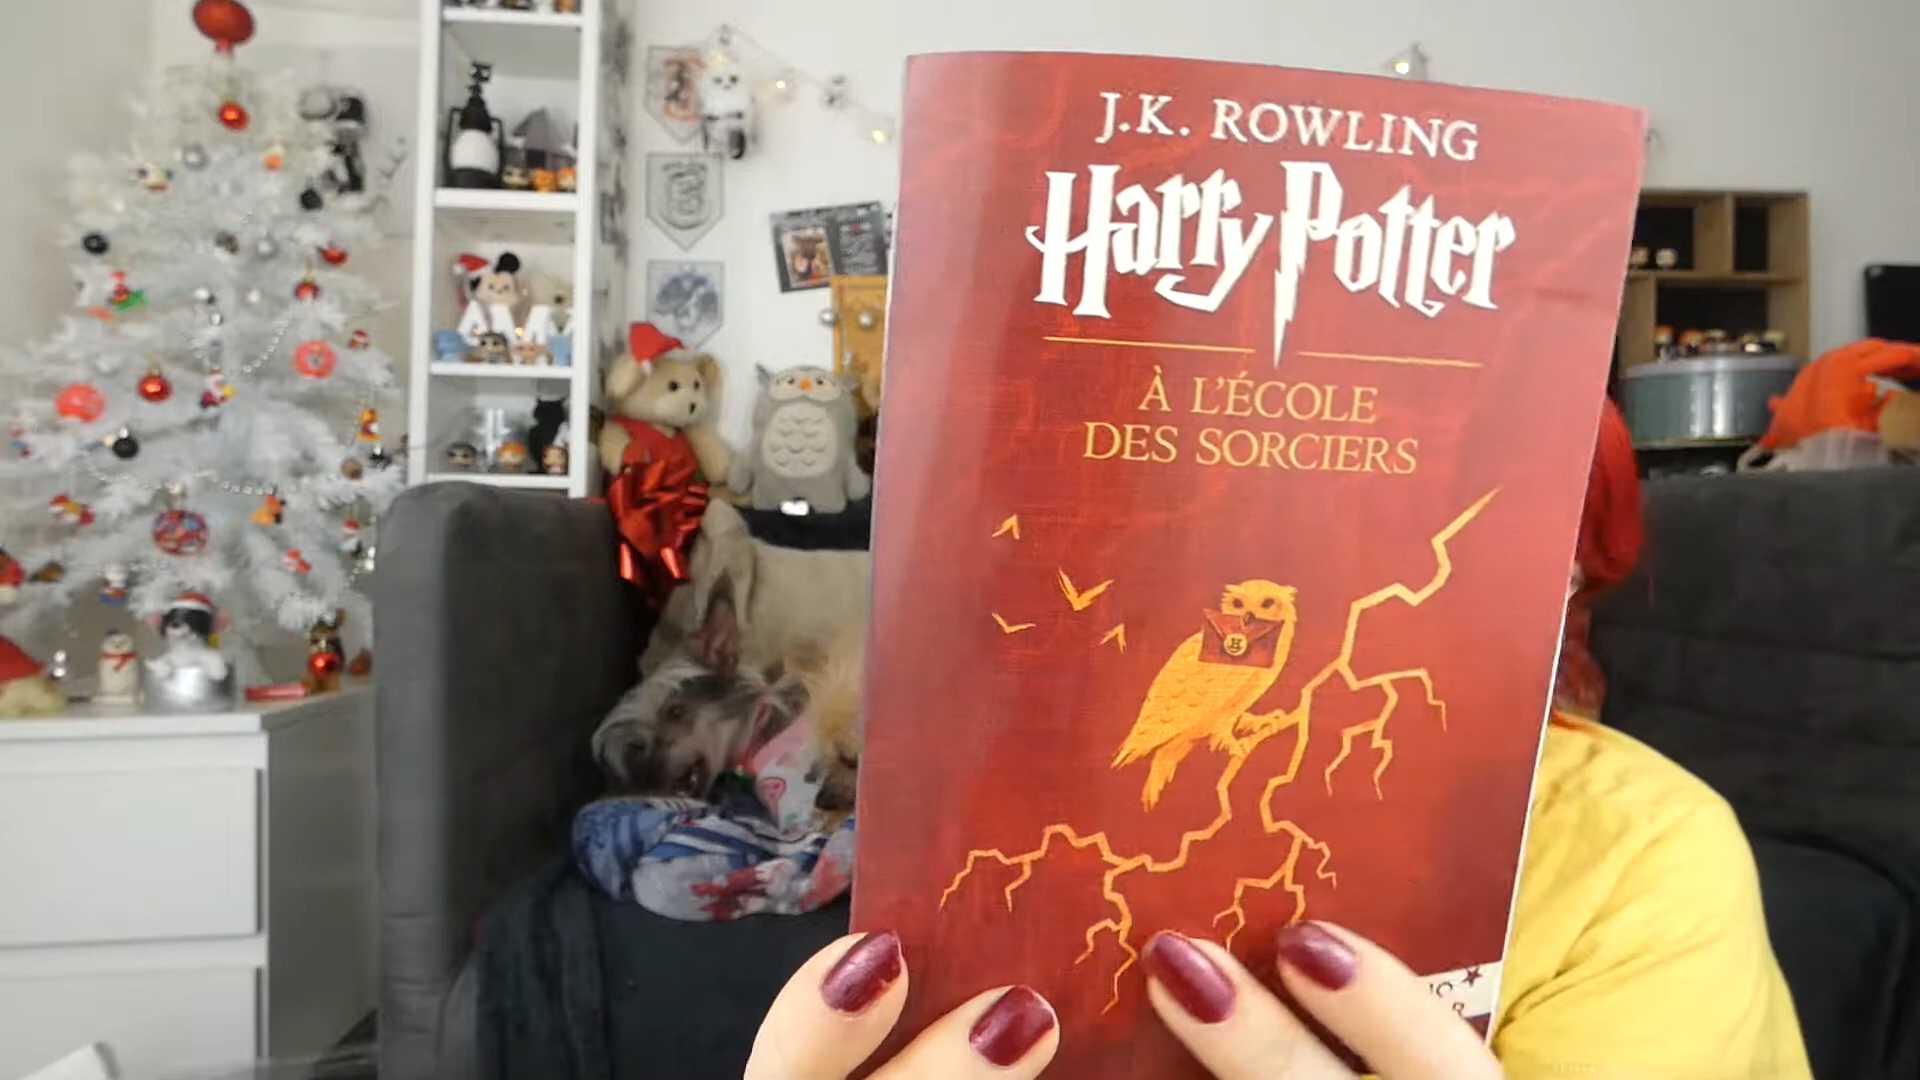 J.K. ROWLING
Harry Potter
À L'ÉCOLE
DES SORCIERS